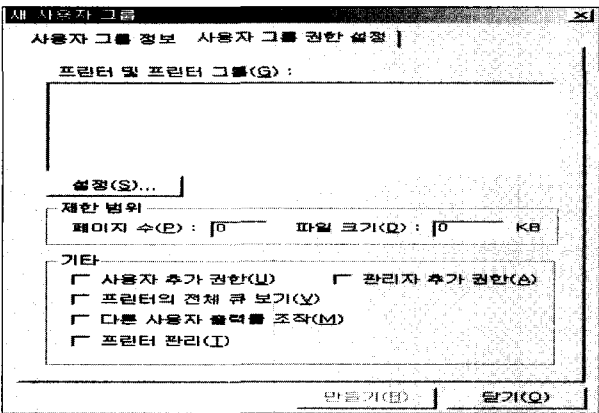 새 사용자 그룹
사용자 그룹 정보 사용자 그룹 권한 설정
프린터 및 프린터 그룹(G) :
설정(S)...
제한 범위
페이지 수(P) : 0 파일 크기(D) : 0 KB
기타
사용자 추가 권한(U) 관리자 추가 권한(A)
프린터의 전체 큐 보기(V)
다른 사용자 출력물 조작(M)
프린터 관리(T)
만들기(B) 닫기(O)